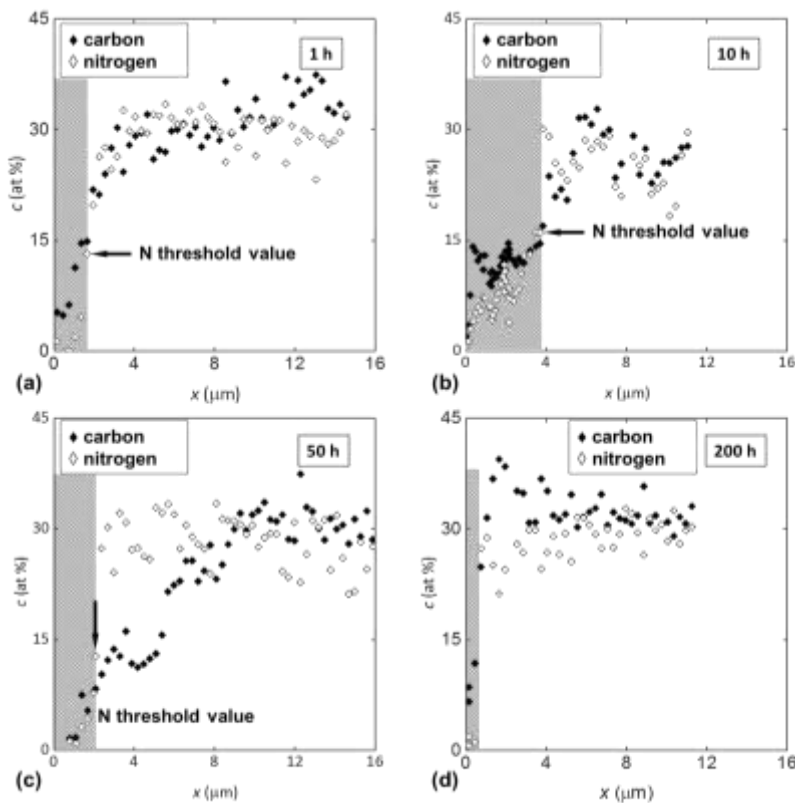 45
carbon
nitrogen
1 h
30
c (at %)
15
N threshold value
0
0 4 8 12 16
(a)
x (μm)
45
carbon
nitrogen
10 h
30
c (at %)
15
N threshold value
0
0 4 8 12 16
(b)
x (μm)
45
carbon
nitrogen
50 h
30
c (at %)
15
N threshold value
0
0 4 8 12 16
(c)
x (μm)
45
carbon
nitrogen
200 h
30
c (at %)
15
0
0 4 8 12 16
(d)
x (μm)